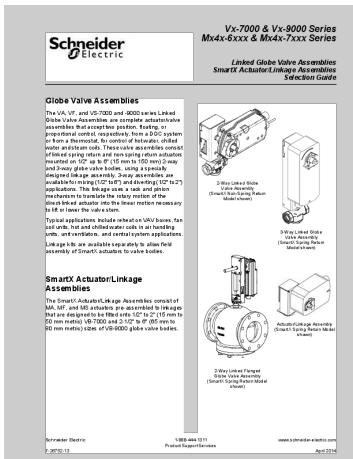 Vx-7000 & Vx-9000 Series
Mx4x-6xxx & Mx4x-7xxx Series
Schneider
Electric
Linked Globe Valve Assemblies
SmartX Actuator/Linkage Assemblies
Selection Guide
Globe Valve Assemblies
The VA, VF, and VS-7000 and -9000 series Linked
Globe Valve Assemblies are complete actuator/valve
assemblies that accept two position, floating, or
proportional control, respectively, from a DDC system
or from a thermostat, for control of hot water, chilled
water and steam coils. These valve assemblies consist
of linked spring return and non-spring return actuators
mounted on 1/2" up to 6" (15 mm to 150 mm) 2-way
and 3-way globe valve bodies, using a specially
designed linkage assembly. 3-way assemblies are
available for mixing (1/2" to 6") and diverting (1/2" to 2")
applications. This linkage uses a rack and pinion
mechanism to translate the rotary motion of the
direct-linked actuator into the linear motion necessary
to lift or lower the valve stem.
Typical applications include reheat on VAV boxes, fan
coil units, hot and chilled water coils in air handling
units, unit ventilators, and central system applications.
Linkage kits are available separately to allow field
assembly of SmartX actuators to valve bodies.
SmartX Actuator/Linkage
Assemblies
The SmartX Actuator/Linkage Assemblies consist of
MA, MF, and MS actuators pre-assembled to linkages
that are designed to be fitted onto 1/2" to 2" (15 mm to
50 mm metric) VB-7000 and 2-1/2" to 6" (65 mm to
80 mm metric) sizes of VB-9000 globe valve bodies.
2-Way Linked Globe
Valve Assembly
(SmartX Non-Spring Return
Model shown)
3-Way Linked Globe
Valve Assembly
(SmartX Spring Return
Model shown)
Actuator/Linkage Assembly
(SmartX Spring Return Model
shown)
2-Way Linked Flanged
Globe Valve Assembly
(SmartX Spring Return Model
shown)
Schneider Electric
1-888-444-1311
www.schneider-electric.com
Product Support Services
F-26752-13
April 2014